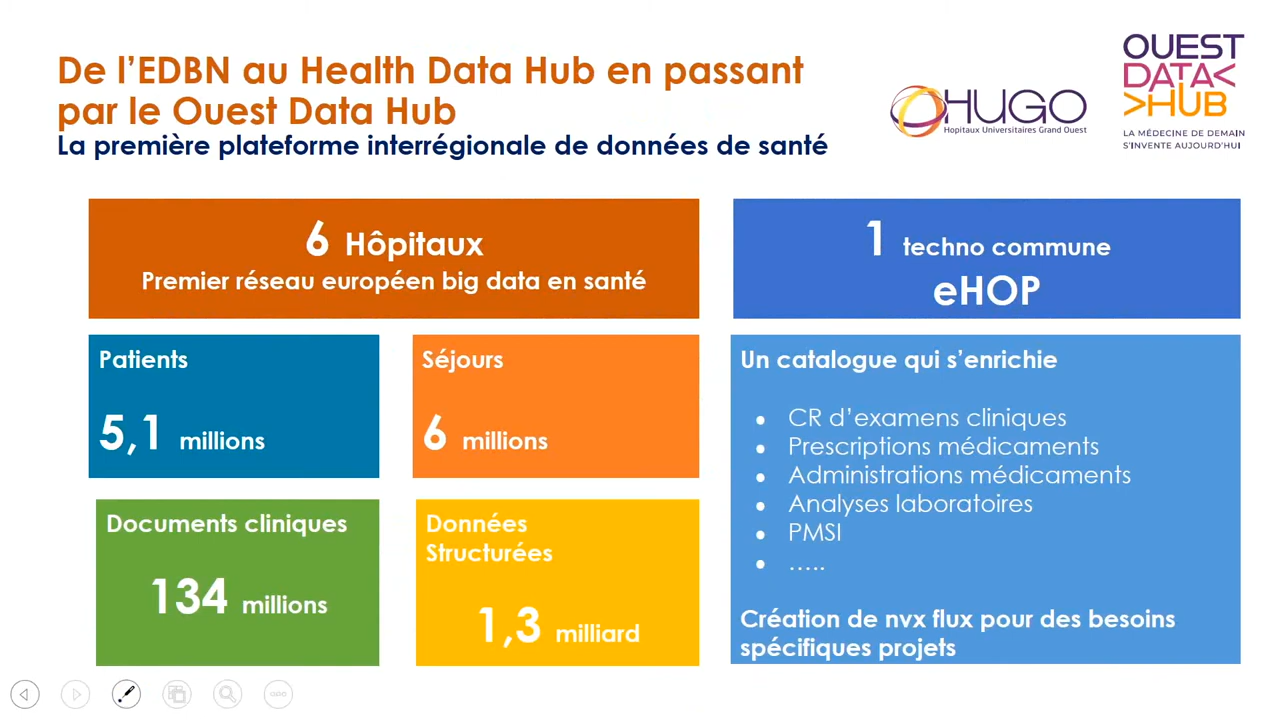 De l’EDBN au Health Data Hub en passant
par le Ouest Data Hub
La première plateforme interrégionale de données de santé
HUGO
Hopitaux Universitaires Grand Ouest
OUEST
DATA<
>HUB
LA MÉDECINE DE DEMAIN
S'INVENTE AUJOURD'HUI
6 Hôpitaux
Premier réseau européen big data en santé
1 techno commune
eHOP
Patients
5,1 millions
Séjours
6 millions
Documents cliniques
134 millions
Données
Structurées
1,3 milliard
Un catalogue qui s’enrichie
• CR d’examens cliniques
• Prescriptions médicaments
• Administrations médicaments
• Analyses laboratoires
• PMSI
• …..
Création de nvx flux pour des besoins
spécifiques projets